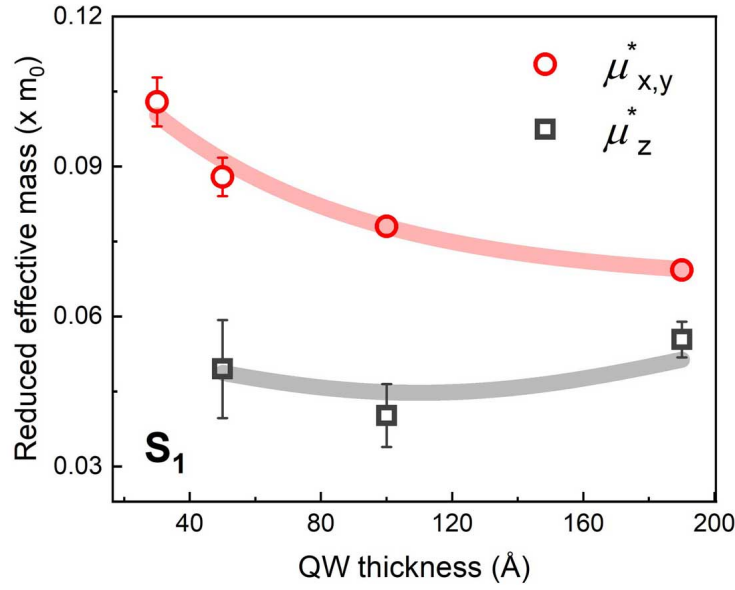 0.12
0.09
0.06
0.03
Reduced effective mass (x m₀)
μ*x,y
μ*z
S₁
40 80 120 160 200
QW thickness (Å)